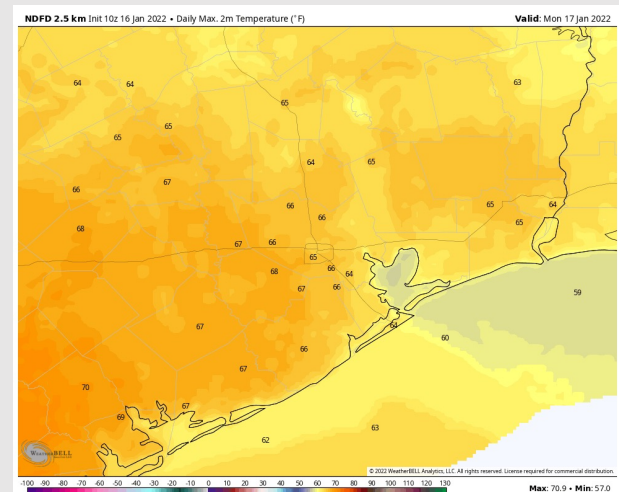 NDFD 2.5 km Init 10z 16 Jan 2022 • Daily Max. 2m Temperature (°F) Valid: Mon 17 Jan 2022
64 64 63
65
65
65
64 65
67
66
66 65 64
66 65
68
67 66
65
68 66 64
67 66
59
67 64
60
66
67
70
67
69
63
62
WeatherBELL
© 2022 WeatherBELL Analytics, LLC. All rights reserved. License required for commercial distribution.
-100 -90 -80 -70 -60 -50 -40 -30 -20 -10 0 10 20 30 40 50 60 70 80 90 100 110 120 130
Max: 70.9 • Min: 57.0